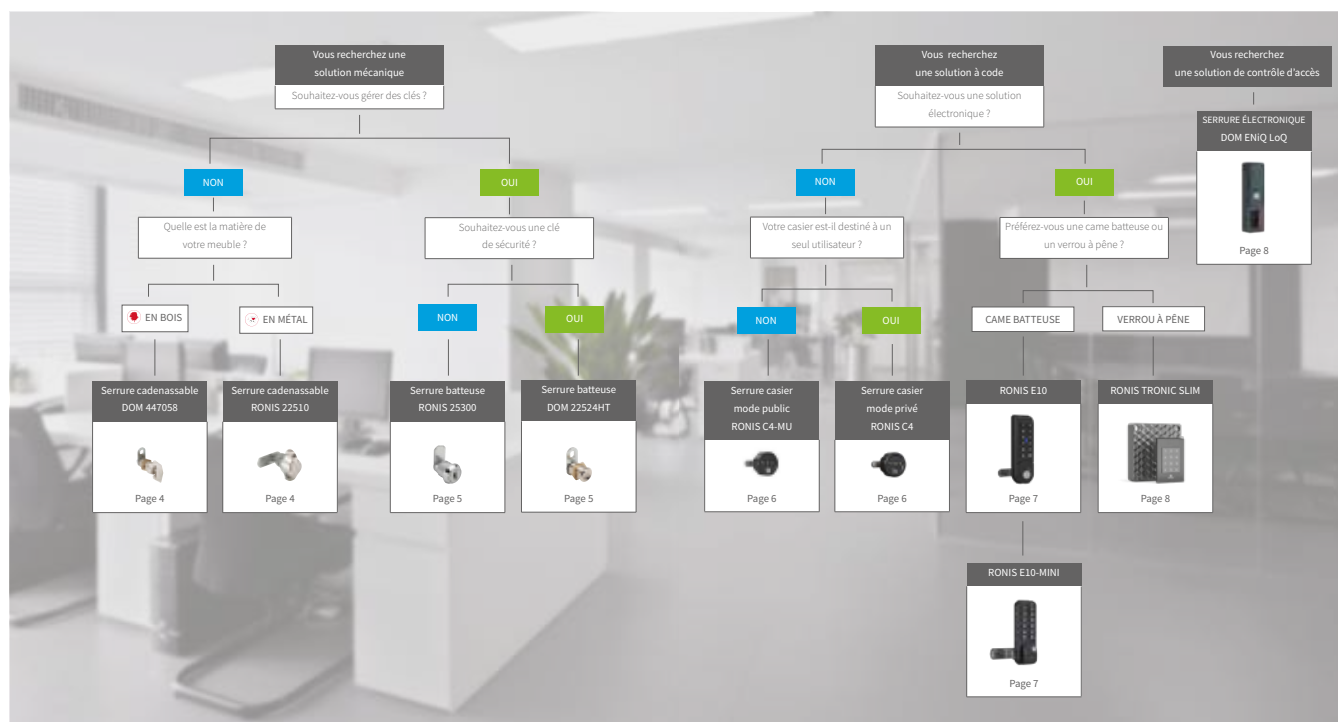 Vous recherchez une
solution mécanique
Souhaitez-vous gérer des clés ?
NON
Quelle est la matière de
votre meuble ?
EN BOIS
Serrure cadenassable
DOM 447058
Page 4
EN MÉTAL
Serrure cadenassable
RONIS 22510
Page 4
OUI
Souhaitez-vous une clé
de sécurité ?
NON
Serrure batteuse
RONIS 25300
Page 5
OUI
Serrure batteuse
DOM 22524HT
Page 5
Vous recherchez
une solution à code
Souhaitez-vous une solution
électronique ?
NON
Votre casier est-il destiné à un
seul utilisateur ?
NON
Serrure casier
mode public
RONIS C4-MU
Page 6
OUI
Serrure casier
mode privé
RONIS C4
Page 6
OUI
Préférez-vous une came batteuse ou
un verrou à pêne ?
CAME BATTEUSE
RONIS E10
Page 7
RONIS E10-MINI
Page 7
VERROU À PÊNE
RONIS TRONIC SLIM
Page 8
Vous recherchez
une solution de contrôle d'accès
SERRURE ÉLECTRONIQUE
DOM ENiQ LoQ
Page 8